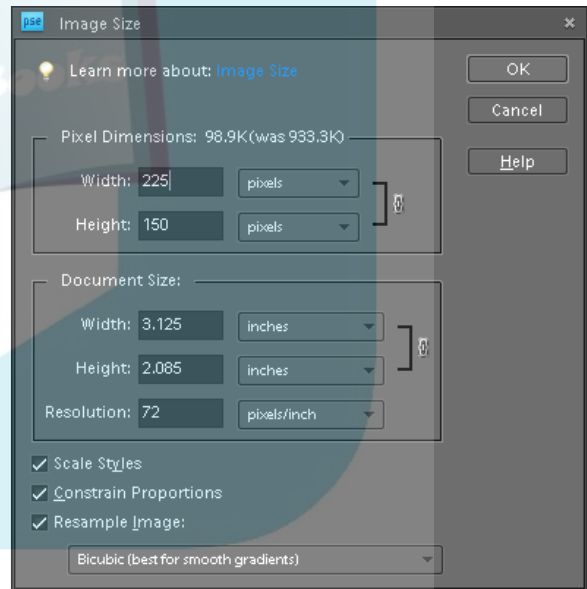 pse Image Size
Learn more about: Image Size
OK
Cancel
Help
Pixel Dimensions: 98.9K(was 933.3K)
Width: 225 pixels
Height: 150 pixels
Document Size:
Width: 3.125 inches
Height: 2.085 inches
Resolution: 72 pixels/inch
Scale Styles
Constrain Proportions
Resample Image:
Bicubic (best for smooth gradients)